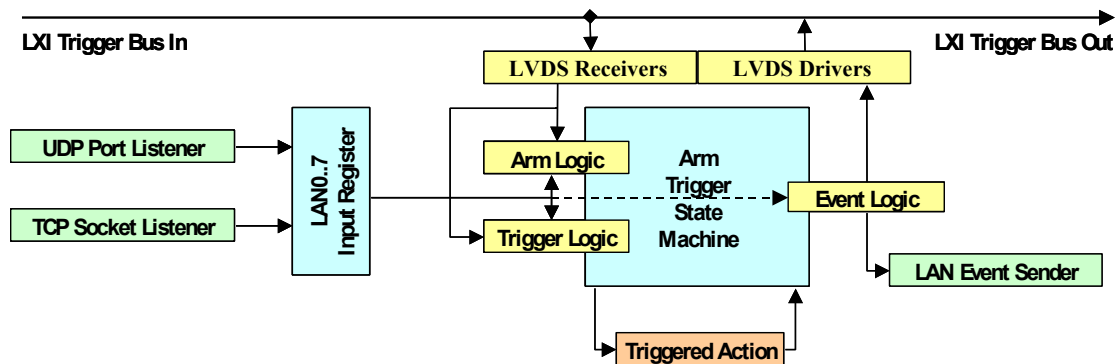 LXI Trigger Bus In
LXI Trigger Bus Out
LVDS Receivers
LVDS Drivers
UDP Port Listener
TCP Socket Listener
LAN0..7
Input Register
Arm Logic
Trigger Logic
Arm
Trigger
State
Machine
Event Logic
LAN Event Sender
Triggered Action